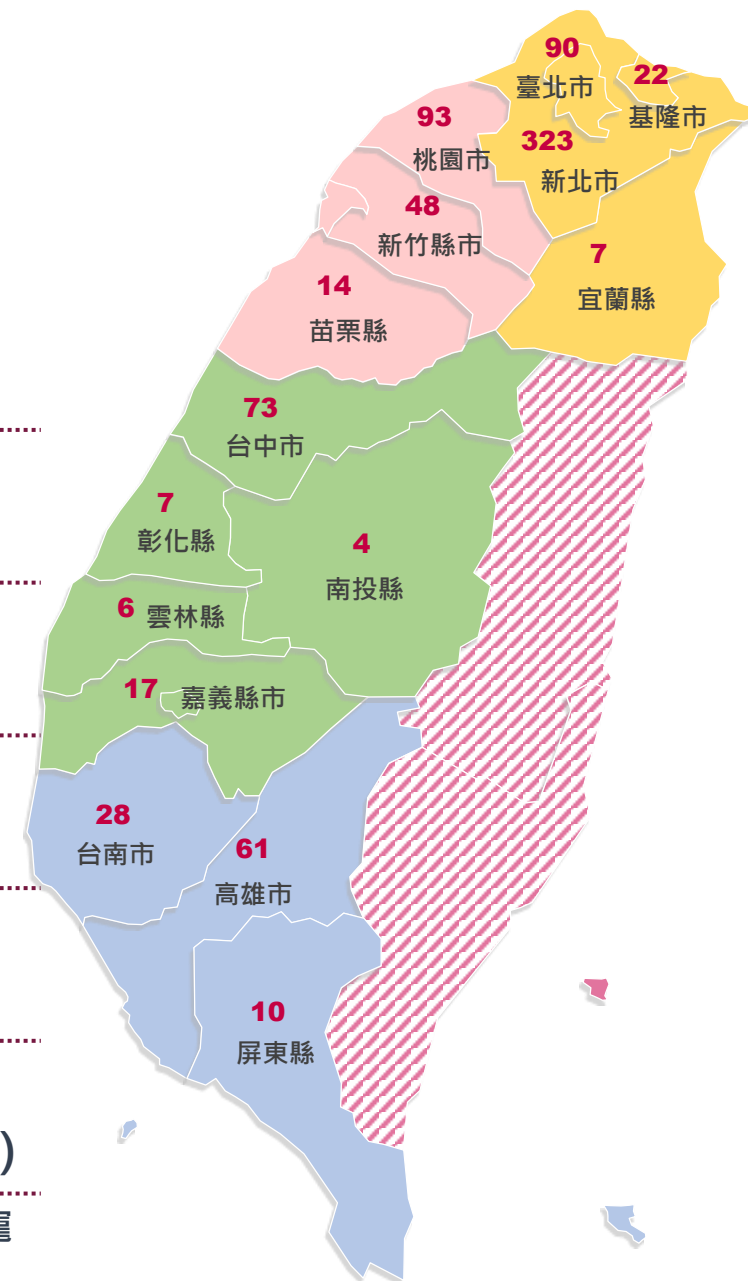 90
臺北市
22
基隆市
93
桃園市
323
新北市
48
新竹縣市
7
宜蘭縣
14
苗栗縣
73
台中市
7
彰化縣
4
南投縣
6 雲林縣
17 嘉義縣市
28
台南市
61
高雄市
10
屏東縣
)